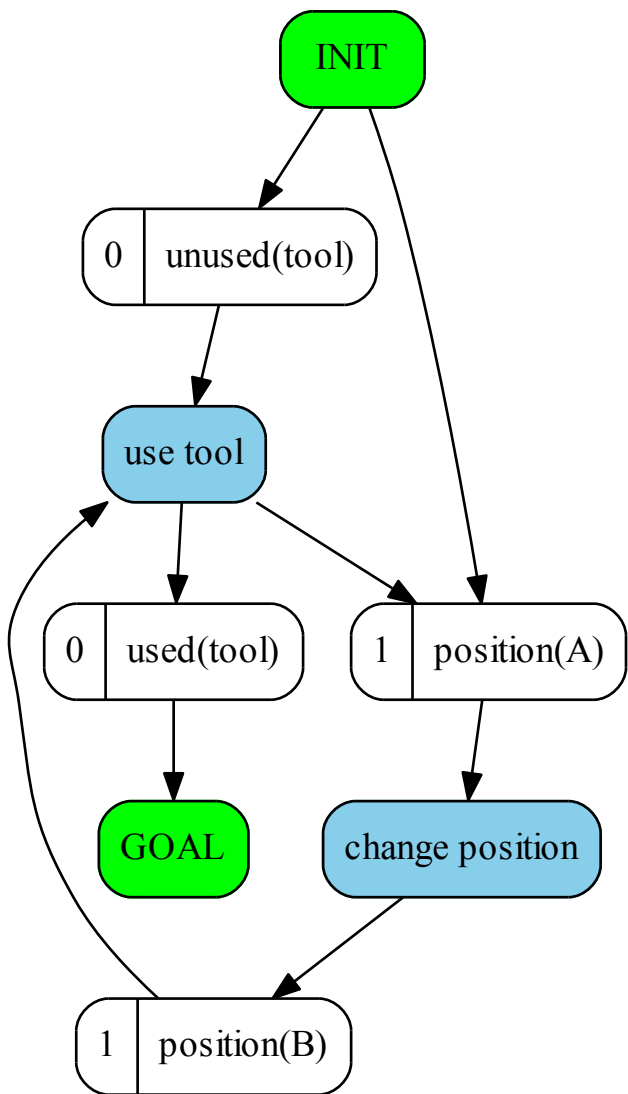 INIT
0 unused(tool)
use tool
0 used(tool)
1 position(A)
GOAL
change position
1 position(B)